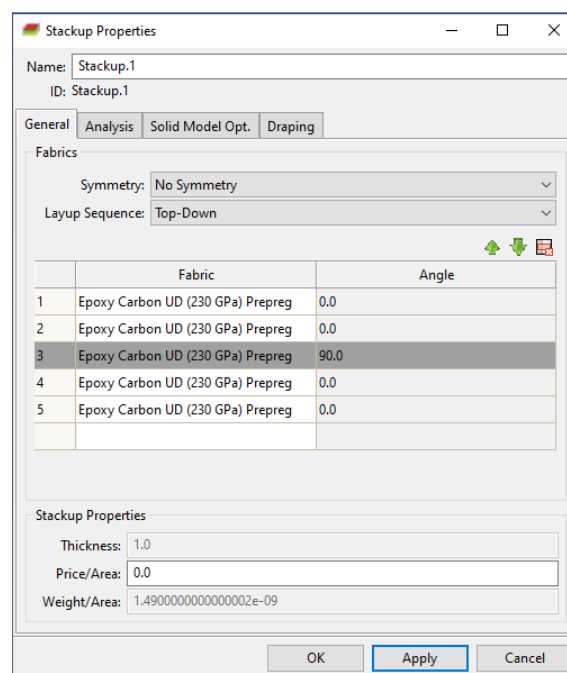 Stackup Properties
Name: Stackup.1
ID: Stackup.1
General Analysis Solid Model Opt. Draping
Fabrics
Symmetry: No Symmetry
Layup Sequence: Top-Down
Fabric Angle
1 Epoxy Carbon UD (230 GPa) Prepreg 0.0
2 Epoxy Carbon UD (230 GPa) Prepreg 0.0
3 Epoxy Carbon UD (230 GPa) Prepreg 90.0
4 Epoxy Carbon UD (230 GPa) Prepreg 0.0
5 Epoxy Carbon UD (230 GPa) Prepreg 0.0
Stackup Properties
Thickness: 1.0
Price/Area: 0.0
Weight/Area: 1.4900000000000002e-09
OK Apply Cancel